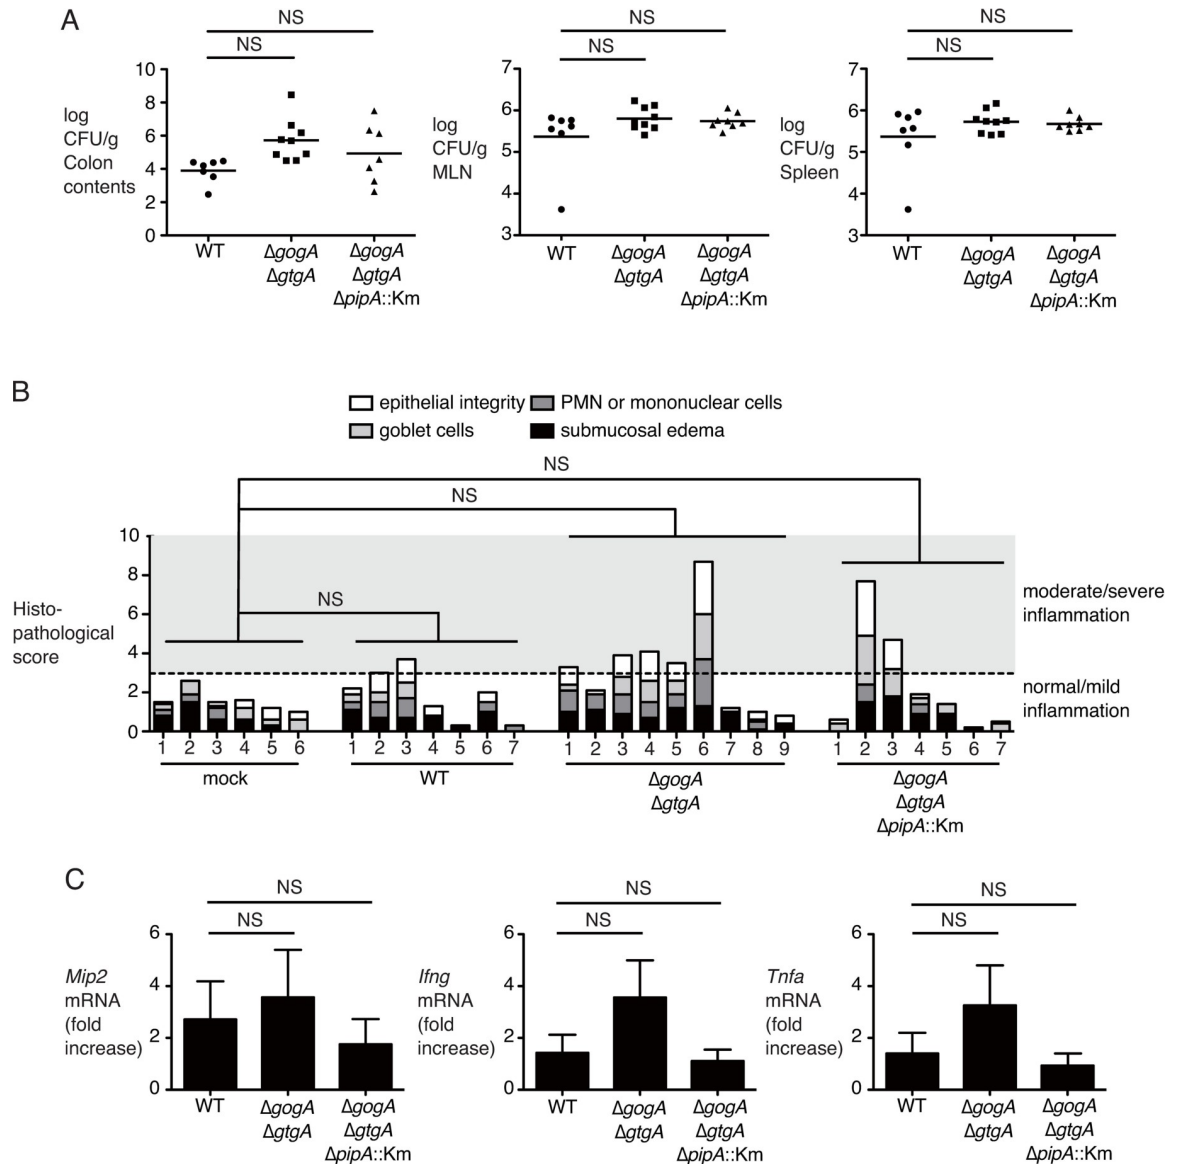 A
NS
NS
10
8
6
4
2
0
log
CFU/g
Colon
contents
WT
ΔgogA
ΔgtgA
ΔgogA
ΔgtgA
ΔpipA::Km
NS
NS
7
6
5
4
3
log
CFU/g
MLN
WT
ΔgogA
ΔgtgA
ΔgogA
ΔgtgA
ΔpipA::Km
NS
NS
7
6
5
4
3
log
CFU/g
Spleen
WT
ΔgogA
ΔgtgA
ΔgogA
ΔgtgA
ΔpipA::Km
B
epithelial integrity PMN or mononuclear cells
goblet cells submucosal edema
NS
NS
NS
10
8
6
4
2
0
Histo-
pathological
score
moderate/severe
inflammation
normal/mild
inflammation
1 2 3 4 5 6 1 2 3 4 5 6 7 1 2 3 4 5 6 7 8 9 1 2 3 4 5 6 7
mock WT ΔgogA ΔgogA
ΔgtgA ΔgtgA
ΔpipA::Km
C
NS
NS
6
4
2
0
Mip2
mRNA
(fold
increase)
WT
ΔgogA
ΔgtgA
ΔgogA
ΔgtgA
ΔpipA::Km
NS
NS
6
4
2
0
Ifng
mRNA
(fold
increase)
WT
ΔgogA
ΔgtgA
ΔgogA
ΔgtgA
ΔpipA::Km
NS
NS
6
4
2
0
Tnfa
mRNA
(fold
increase)
WT
ΔgogA
ΔgtgA
ΔgogA
ΔgtgA
ΔpipA::Km